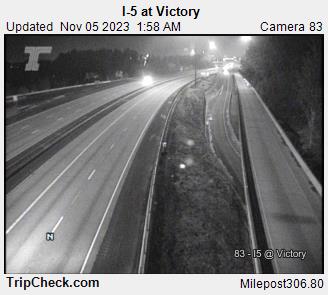 I-5 at Victory
Updated Nov 05 2023 1:58 AM Camera 83
T
N
83 - I5 @ Victory
TripCheck.com Milepost306.80